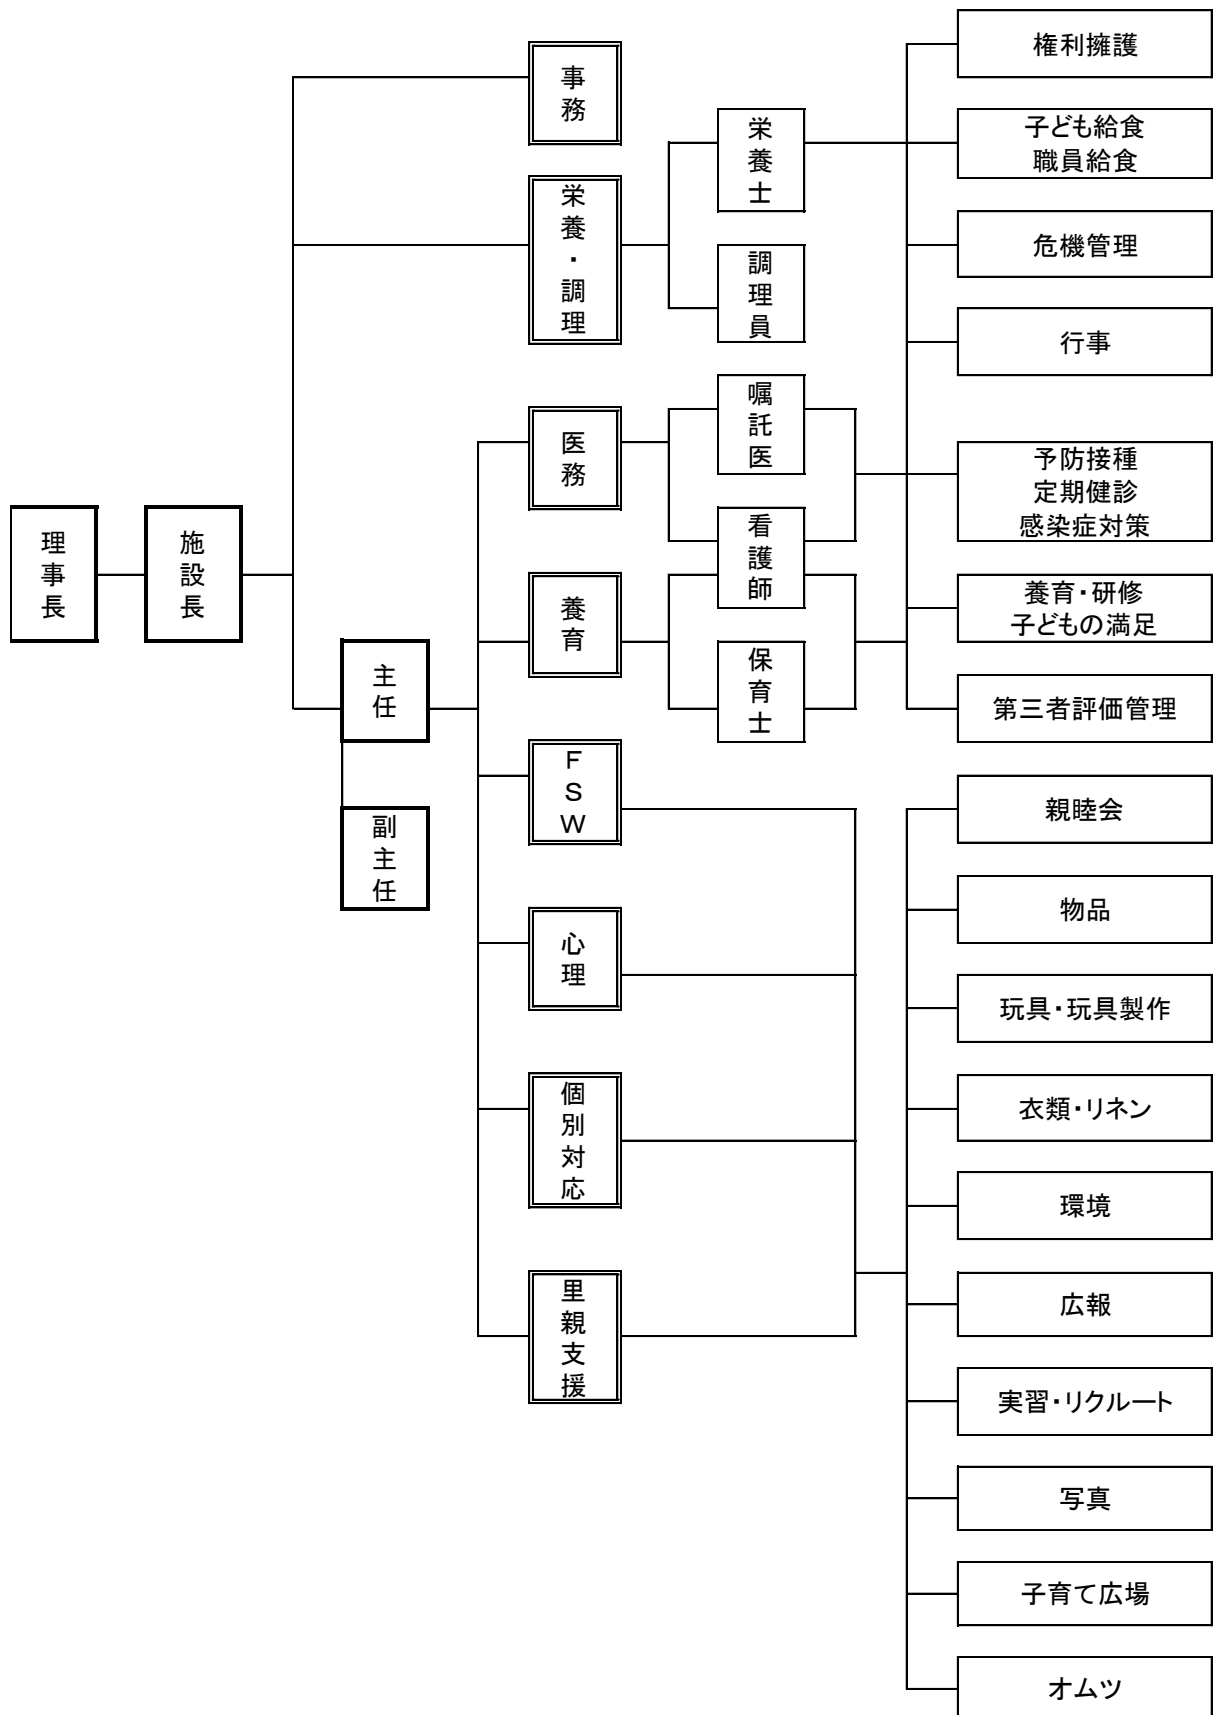 理事長
施設長
主任
副主任
事務
栄養・調理
医務
養育
FSW
心理
個別対応
里親支援
栄養士
調理員
嘱託医
看護師
保育士
権利擁護
子ども給食
職員給食
危機管理
行事
予防接種
定期健診
感染症対策
養育・研修
子どもの満足
第三者評価管理
親睦会
物品
玩具・玩具製作
衣類・リネン
環境
広報
実習・リクルート
写真
子育て広場
オムツ